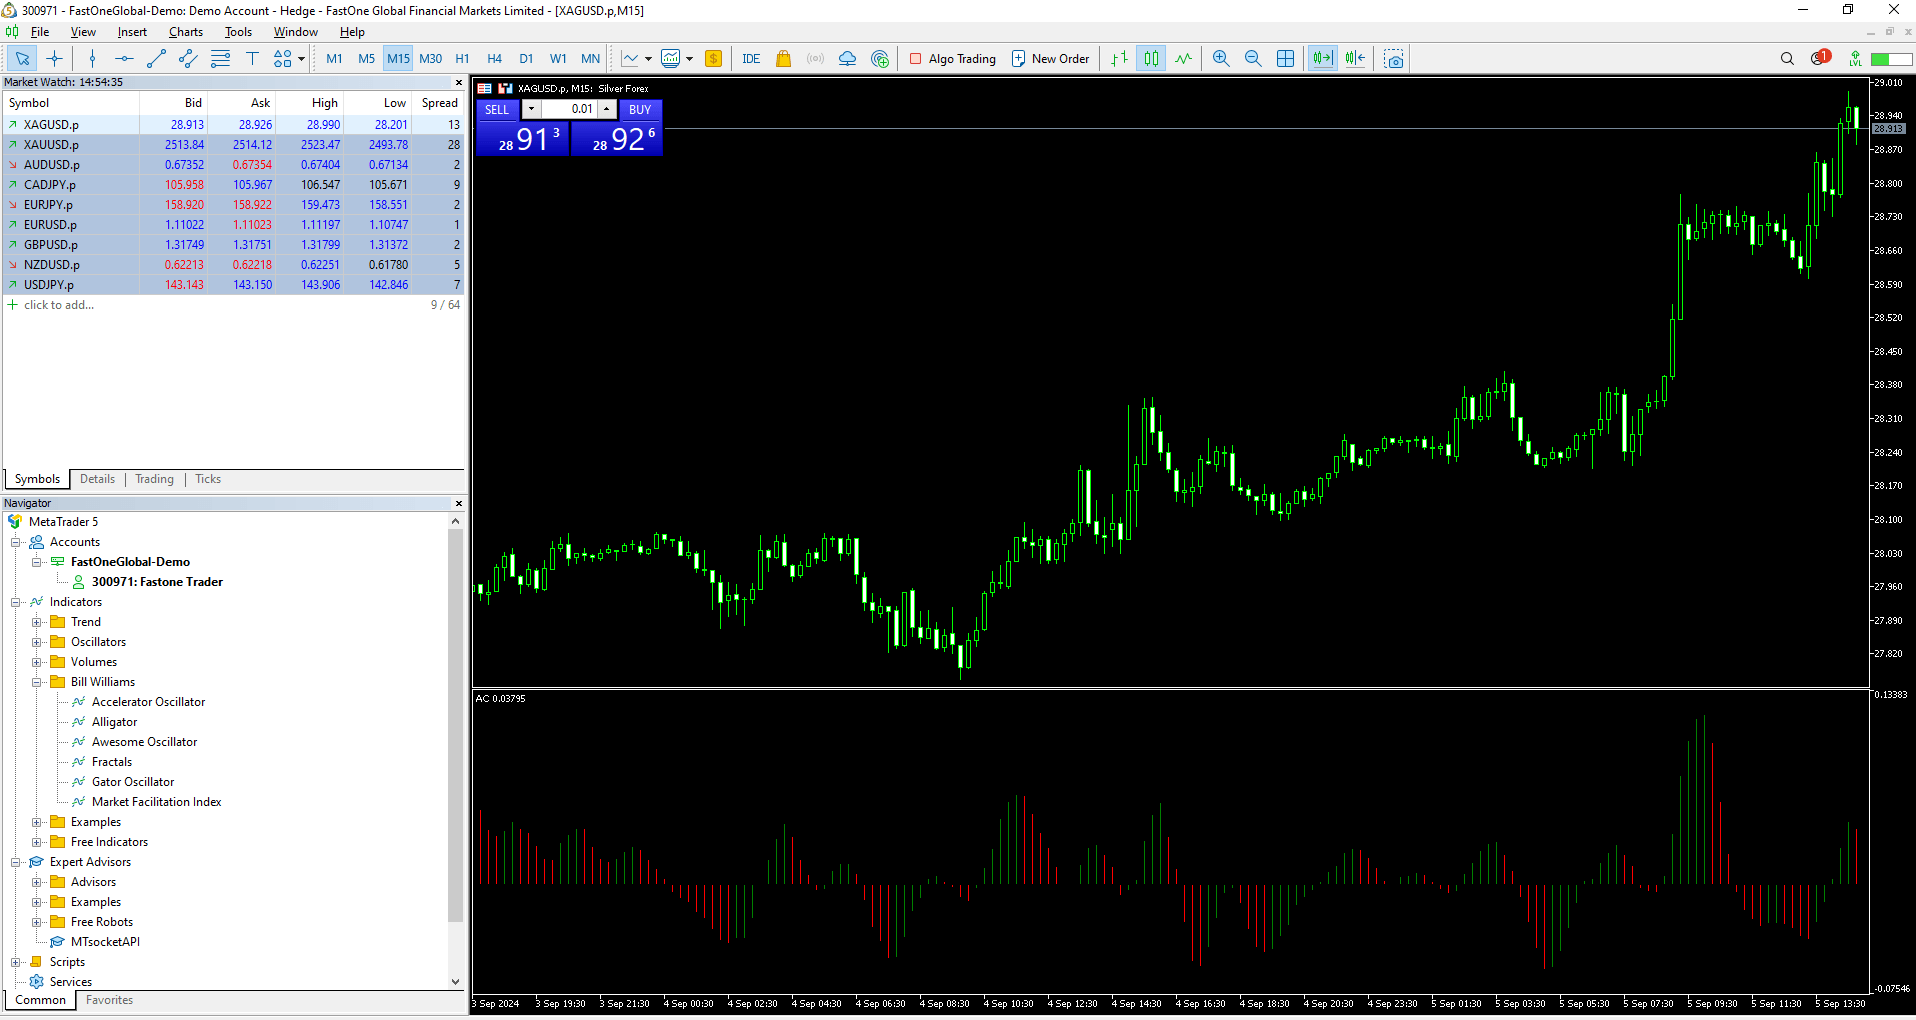 300971 - FastOneGlobal-Demo: Demo Account - Hedge - FastOne Global Financial Markets Limited - [XAGUSD.p,M15]
File View Insert Charts Tools Window Help
M1 M5 M15 M30 H1 H4 D1 W1 MN IDE Algo Trading New Order 1 LVL
Market Watch: 14:54:35
Symbol Bid Ask High Low Spread
XAGUSD.p 28.913 28.926 28.990 28.201 13
XAUUSD.p 2513.84 2514.12 2523.47 2493.78 28
AUDUSD.p 0.67352 0.67354 0.67404 0.67134 2
CADJPY.p 105.958 105.967 106.547 105.671 9
EURJPY.p 158.920 158.922 159.473 158.551 2
EURUSD.p 1.11022 1.11023 1.11197 1.10747 1
GBPUSD.p 1.31749 1.31751 1.31799 1.31372 2
NZDUSD.p 0.62213 0.62218 0.62251 0.61780 5
USDJPY.p 143.143 143.150 143.906 142.846 7
click to add... 9 / 64
Symbols Details Trading Ticks
Navigator
MetaTrader 5
Accounts
FastOneGlobal-Demo
300971: Fastone Trader
Indicators
Trend
Oscillators
Volumes
Bill Williams
Accelerator Oscillator
Alligator
Awesome Oscillator
Fractals
Gator Oscillator
Market Facilitation Index
Examples
Free Indicators
Expert Advisors
Advisors
Examples
Free Robots
MTsocketAPI
Scripts
Services
Common Favorites
XAGUSD.p, M15: Silver Forex
SELL 0.01 BUY
28 91 3 28 92 6
29.010
28.940
28.913
28.870
28.800
28.730
28.660
28.590
28.520
28.450
28.380
28.310
28.240
28.170
28.100
28.030
27.960
27.890
27.820
AC 0.03795
0.13383
-0.07546
3 Sep 2024 3 Sep 19:30 3 Sep 21:30 4 Sep 00:30 4 Sep 02:30 4 Sep 04:30 4 Sep 06:30 4 Sep 08:30 4 Sep 10:30 4 Sep 12:30 4 Sep 14:30 4 Sep 16:30 4 Sep 18:30 4 Sep 20:30 4 Sep 23:30 5 Sep 01:30 5 Sep 03:30 5 Sep 05:30 5 Sep 07:30 5 Sep 09:30 5 Sep 11:30 5 Sep 13:30